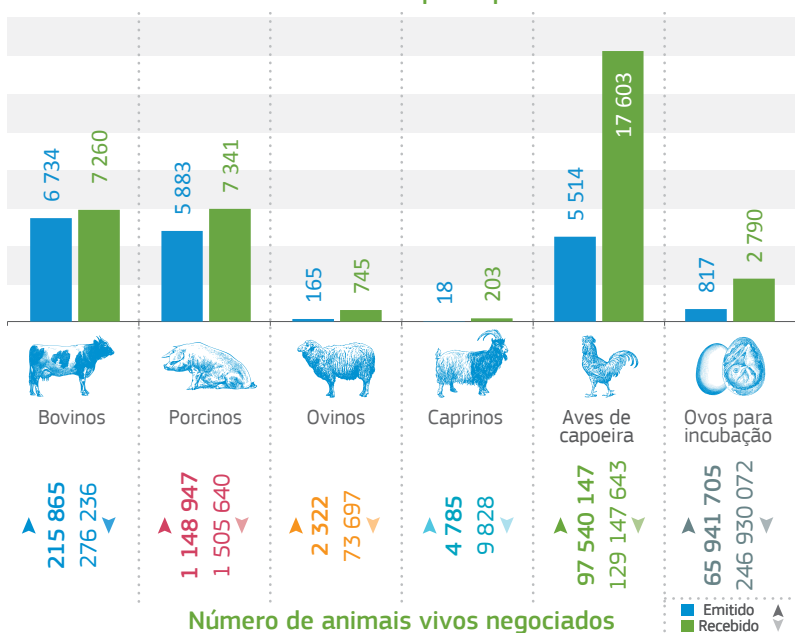 6 734
7 260
5 883
7 341
165
745
18
203
5 514
17 603
817
2 790
Bovinos
Porcinos
Ovinos
Caprinos
Aves de
capoeira
Ovos para
incubação
215 865
276 236
1 148 947
1 505 640
2 322
73 697
4 785
9 828
97 540 147
129 147 643
65 941 705
246 930 072
Número de animais vivos negociados
Emitido
Recebido